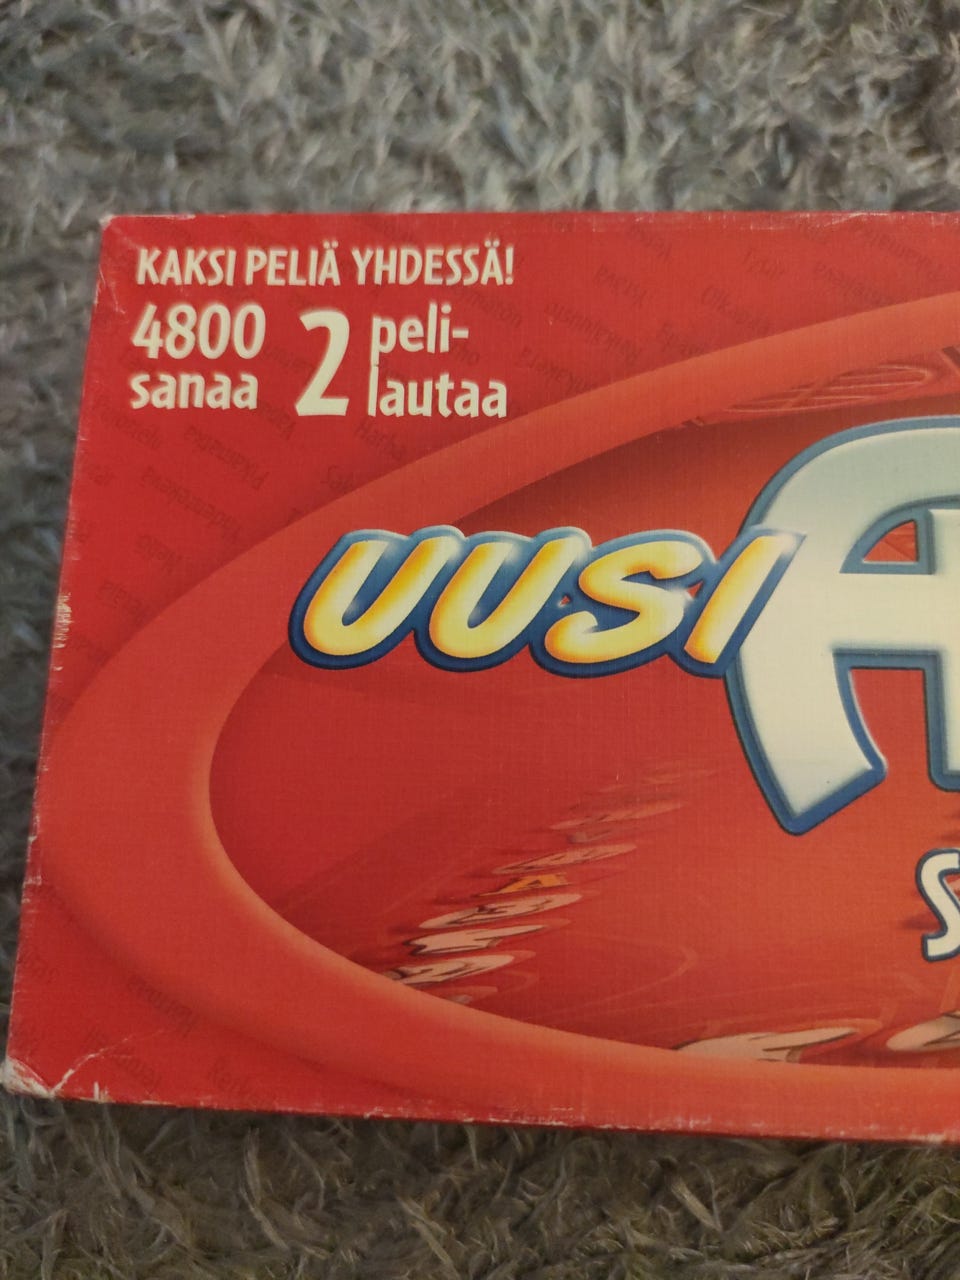 KAKSI PELIÄ YHDESSÄ!
4800
sanaa
2
peli-
lautaa
UUSI A
S